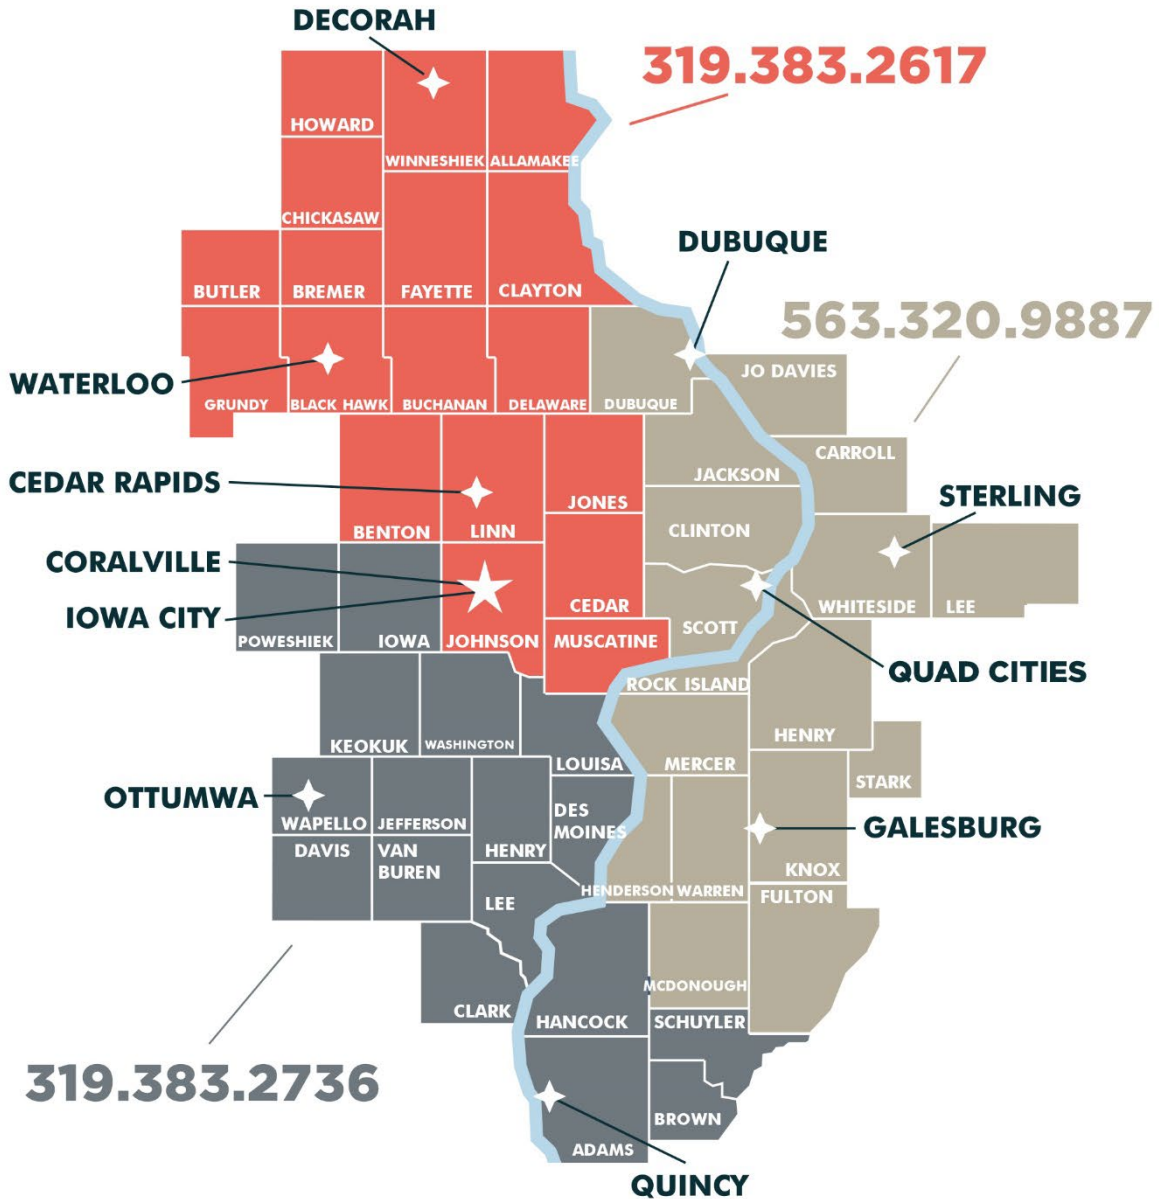 DECORAH
319.383.2617
HOWARD
WINNESHIEK
ALLAMAKEE
CHICKASAW
DUBUQUE
BUTLER
BREMER
FAYETTE
CLAYTON
563.320.9887
WATERLOO
JO DAVIES
GRUNDY
BLACK HAWK
BUCHANAN
DELAWARE
DUBUQUE
CARROLL
CEDAR RAPIDS
JACKSON
STERLING
JONES
BENTON
LINN
CLINTON
CORALVILLE
IOWA CITY
CEDAR
WHITESIDE
LEE
POWESHIEK
IOWA
JOHNSON
MUSCATINE
SCOTT
QUAD CITIES
ROCK ISLAND
KEOKUK
WASHINGTON
LOUISA
MERCER
HENRY
STARK
OTTUMWA
WAPELLO
JEFFERSON
DES
MOINES
GALESBURG
DAVIS
VAN
BUREN
HENRY
KNOX
HENDERSON
WARREN
FULTON
LEE
MCDONOUGH
CLARK
HANCOCK
SCHUYLER
319.383.2736
BROWN
ADAMS
QUINCY